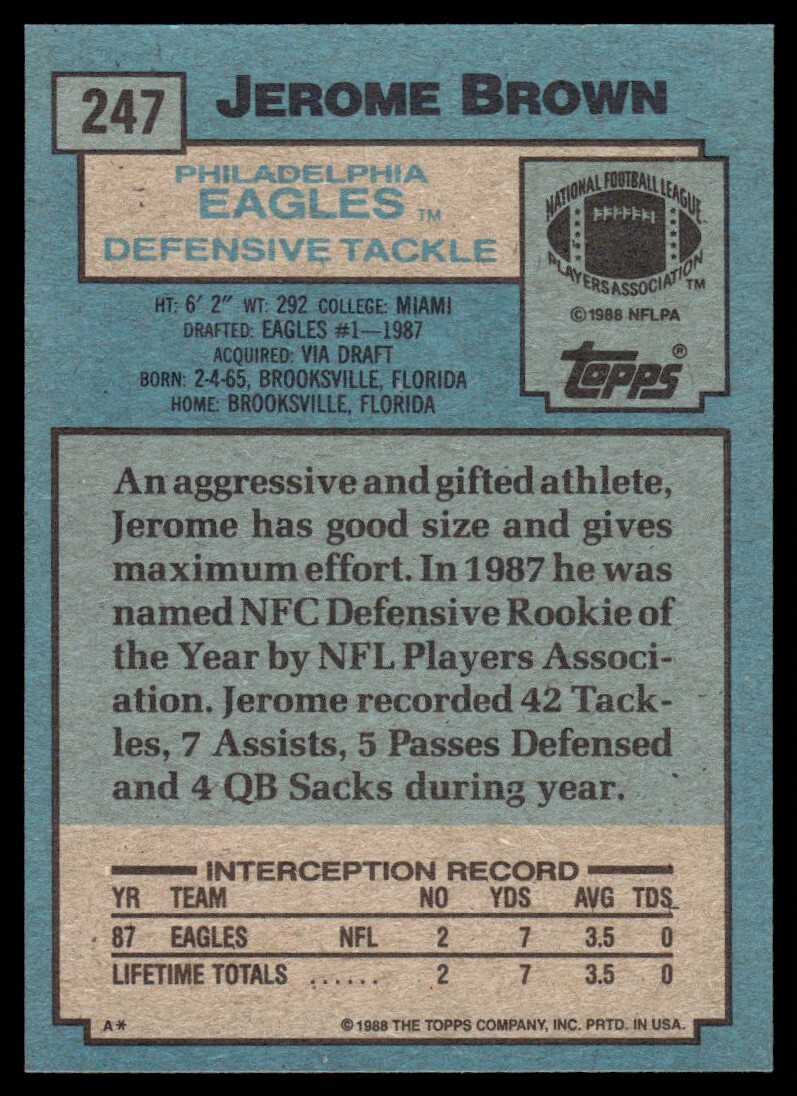 247 JEROME BROWN
PHILADELPHIA
EAGLES TM
DEFENSIVE TACKLE
NATIONAL FOOTBALL LEAGUE
PLAYERS ASSOCIATION TM
©1988 NFLPA
TOPPS®
HT: 6' 2" WT: 292 COLLEGE: MIAMI
DRAFTED: EAGLES #1—1987
ACQUIRED: VIA DRAFT
BORN: 2-4-65, BROOKSVILLE, FLORIDA
HOME: BROOKSVILLE, FLORIDA
An aggressive and gifted athlete,
Jerome has good size and gives
maximum effort. In 1987 he was
named NFC Defensive Rookie of
the Year by NFL Players Associ-
ation. Jerome recorded 42 Tack-
les, 7 Assists, 5 Passes Defensed
and 4 QB Sacks during year.
INTERCEPTION RECORD
YR TEAM NO YDS AVG TDS
87 EAGLES NFL 2 7 3.5 0
LIFETIME TOTALS ...... 2 7 3.5 0
A* ©1988 THE TOPPS COMPANY, INC. PRTD. IN USA.